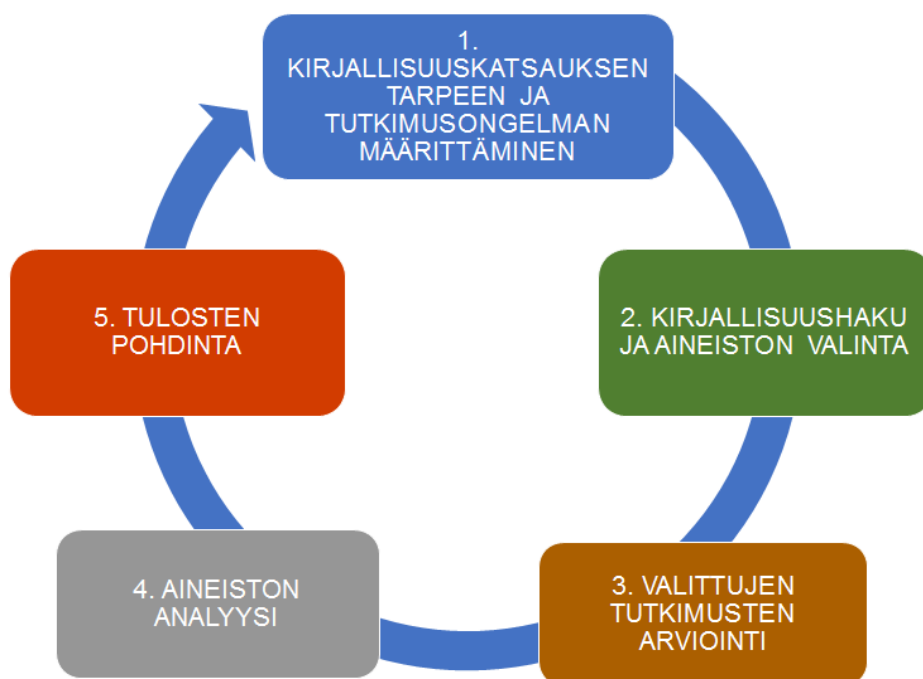 1.
KIRJALLISUUSKATSAUKSEN
TARPEEN JA
TUTKIMUSONGELMAN
MÄÄRITTÄMINEN
2. KIRJALLISUUSHAKU
JA AINEISTON VALINTA
3. VALITTUJEN
TUTKIMUSTEN
ARVIOINTI
4. AINEISTON
ANALYYSI
5. TULOSTEN
POHDINTA